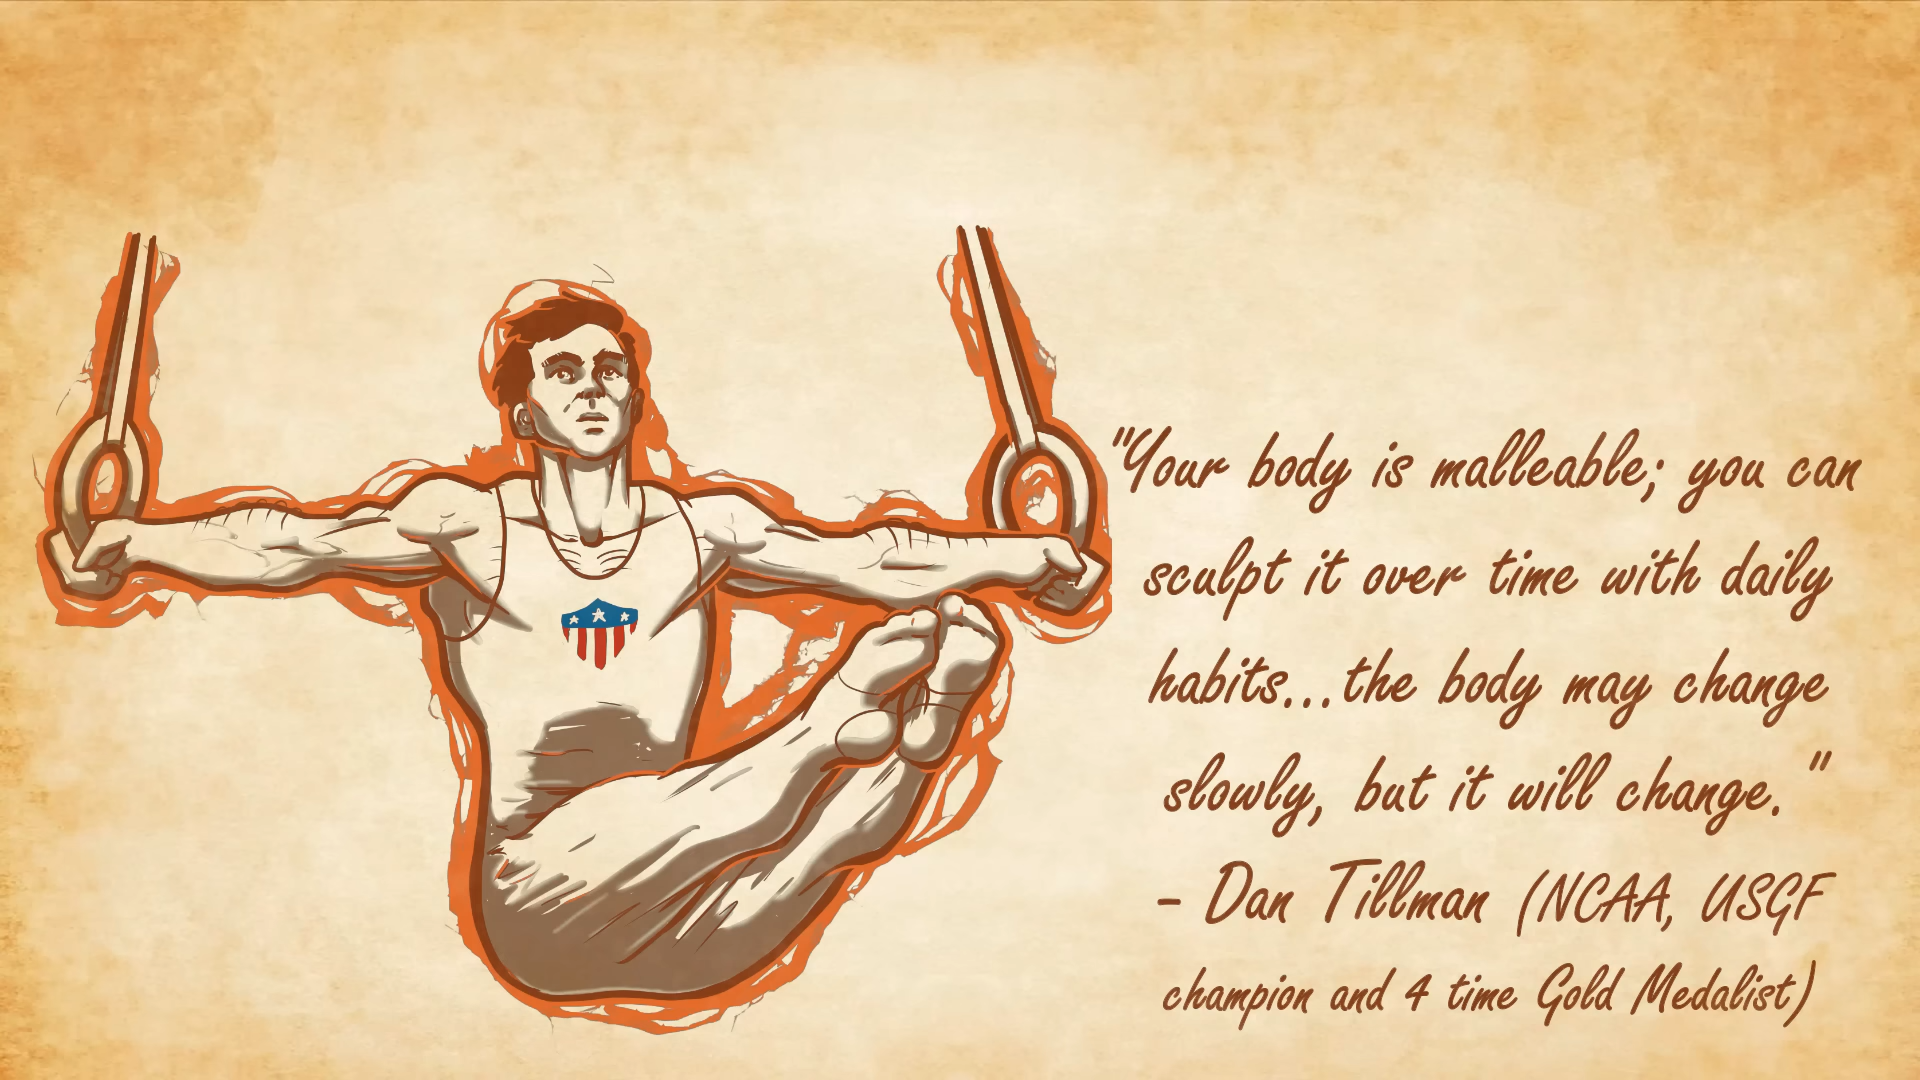 "Your body is malleable; you can
sculpt it over time with daily
habits...the body may change
slowly, but it will change."
- Dan Tillman (NCAA, USGF
champion and 4 time Gold Medalist)